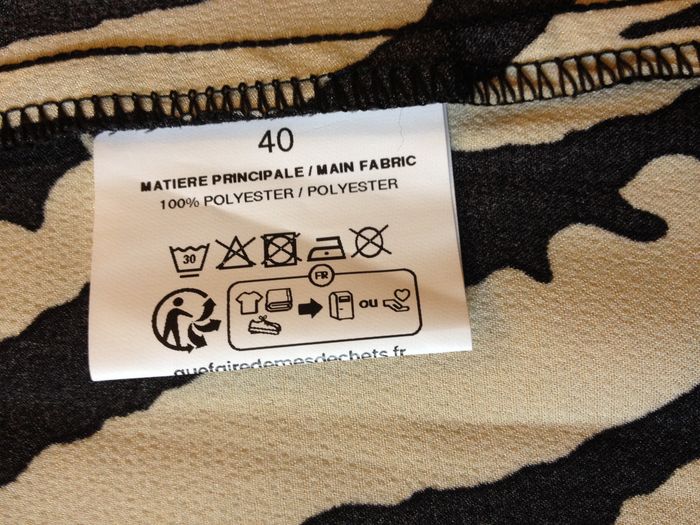 40
MATIERE PRINCIPALE / MAIN FABRIC
100% POLYESTER / POLYESTER
30
FR
OU
quefairedemesdechets.fr